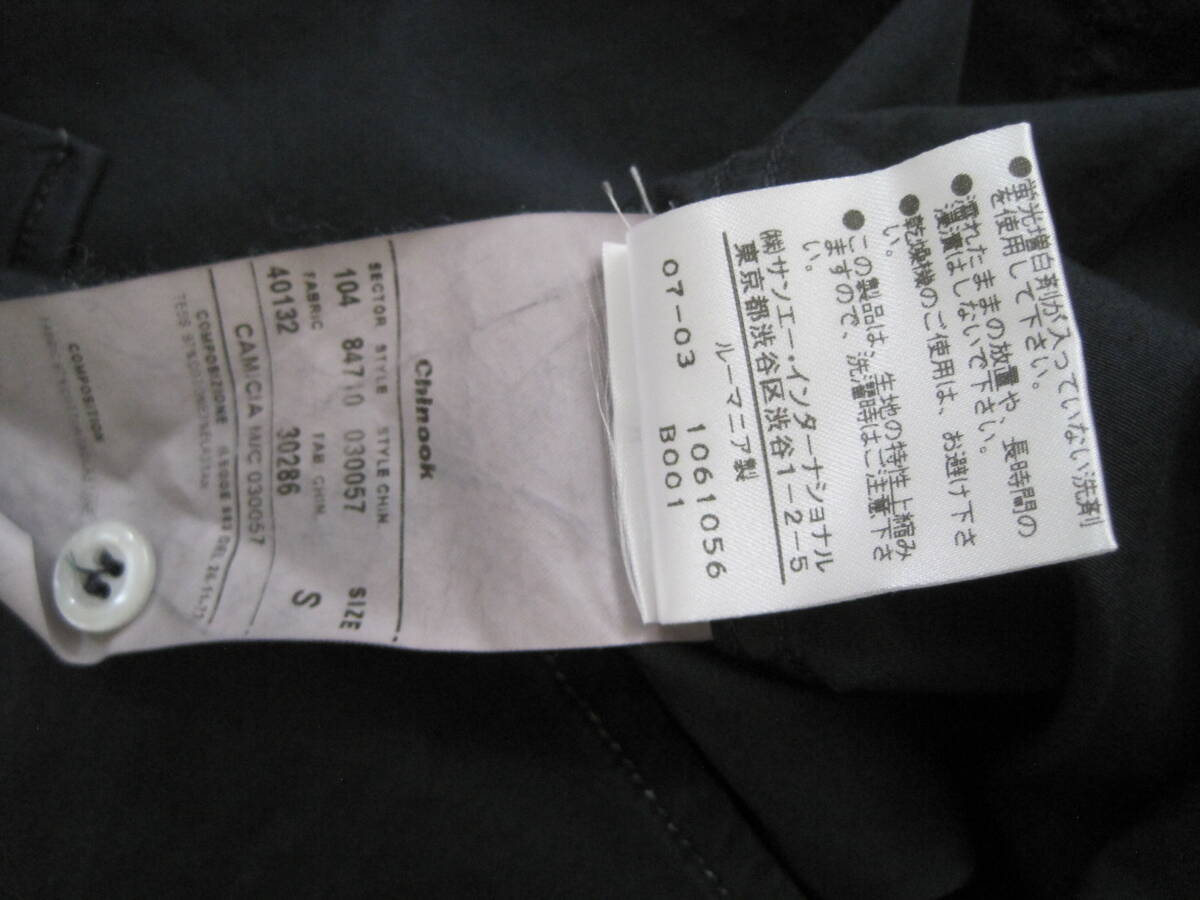 Chinook
SECTOR STYLE STYLE CHIN. SIZE
104 84710 030057 S
FABRIC FAB CHIN.
40132 30286
CAMICIA M/C 030057
COMPOSIZIONE
COMPOSITION
●蛍光増白剤が入っていない洗剤
を使用して下さい。
●濡れたままの放置や、長時間の
浸漬はしないで下さい。
●乾燥機のご使用は、お避け下さ
い。
●この製品は、生地の特性上縮み
ますので、洗濯時はご注意下さ
い。
㈱サンエー・インターナショナル
東京都渋谷区渋谷1-2-5
ルーマニア製
07-03 1061056
B001